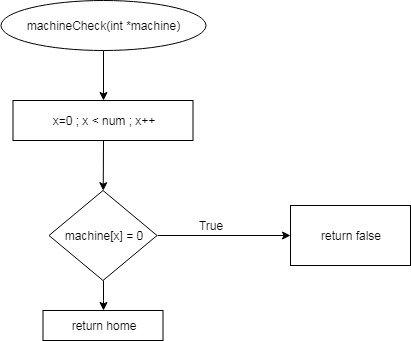 machineCheck(int *machine)
x=0 ; x < num ; x++
machine[x] = 0
True
return false
return home